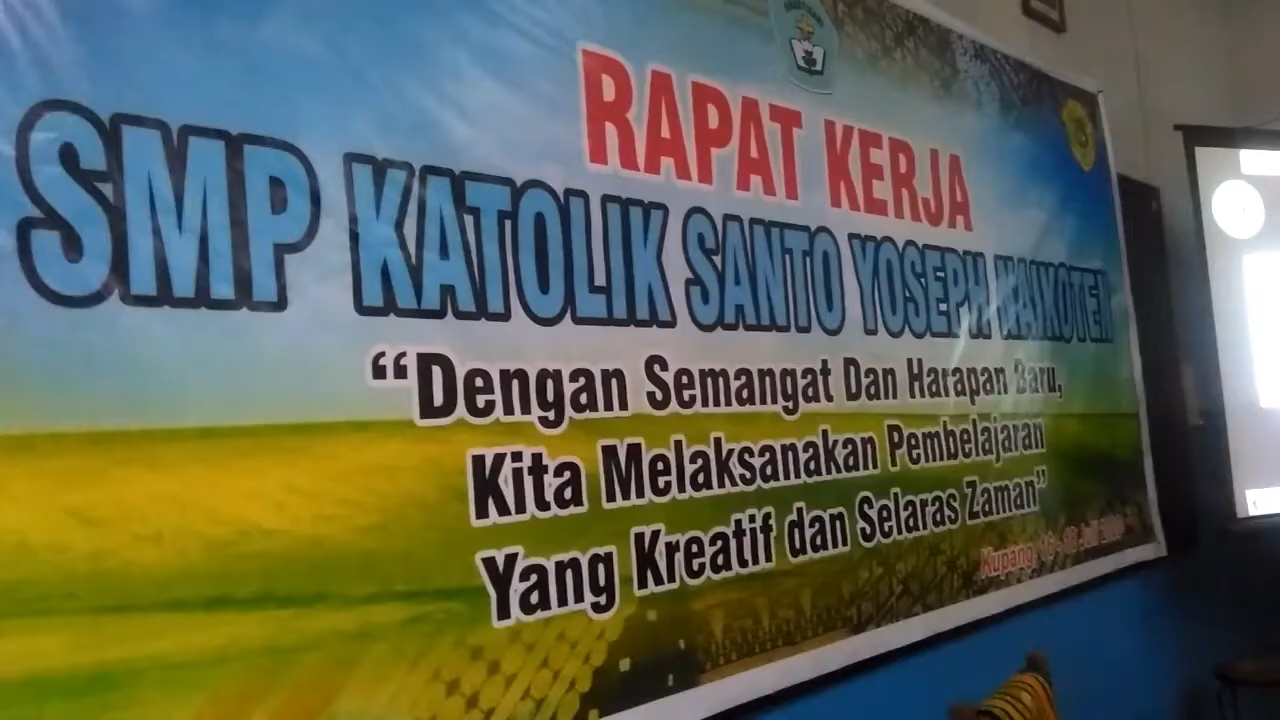 RAPAT KERJA
SMP KATOLIK SANTO YOSEPH NAIKOTEN
“Dengan Semangat Dan Harapan Baru,
Kita Melaksanakan Pembelajaran
Yang Kreatif dan Selaras Zaman”
Kupang